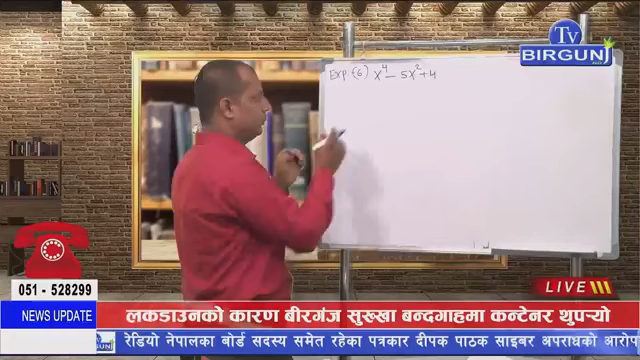 Tv
BIRGUNJ
Exp (6) x⁴ - 5x² + 4
LIVE
051 - 528299
NEWS UPDATE
लकडाउनको कारण बीरगंज सुख्खा बन्दगाहमा कन्टेनर थुपर्‍यो
रेडियो नेपालका बोर्ड सदस्य समेत रहेका पत्रकार दीपक पाठक साइबर अपराधको आरोप